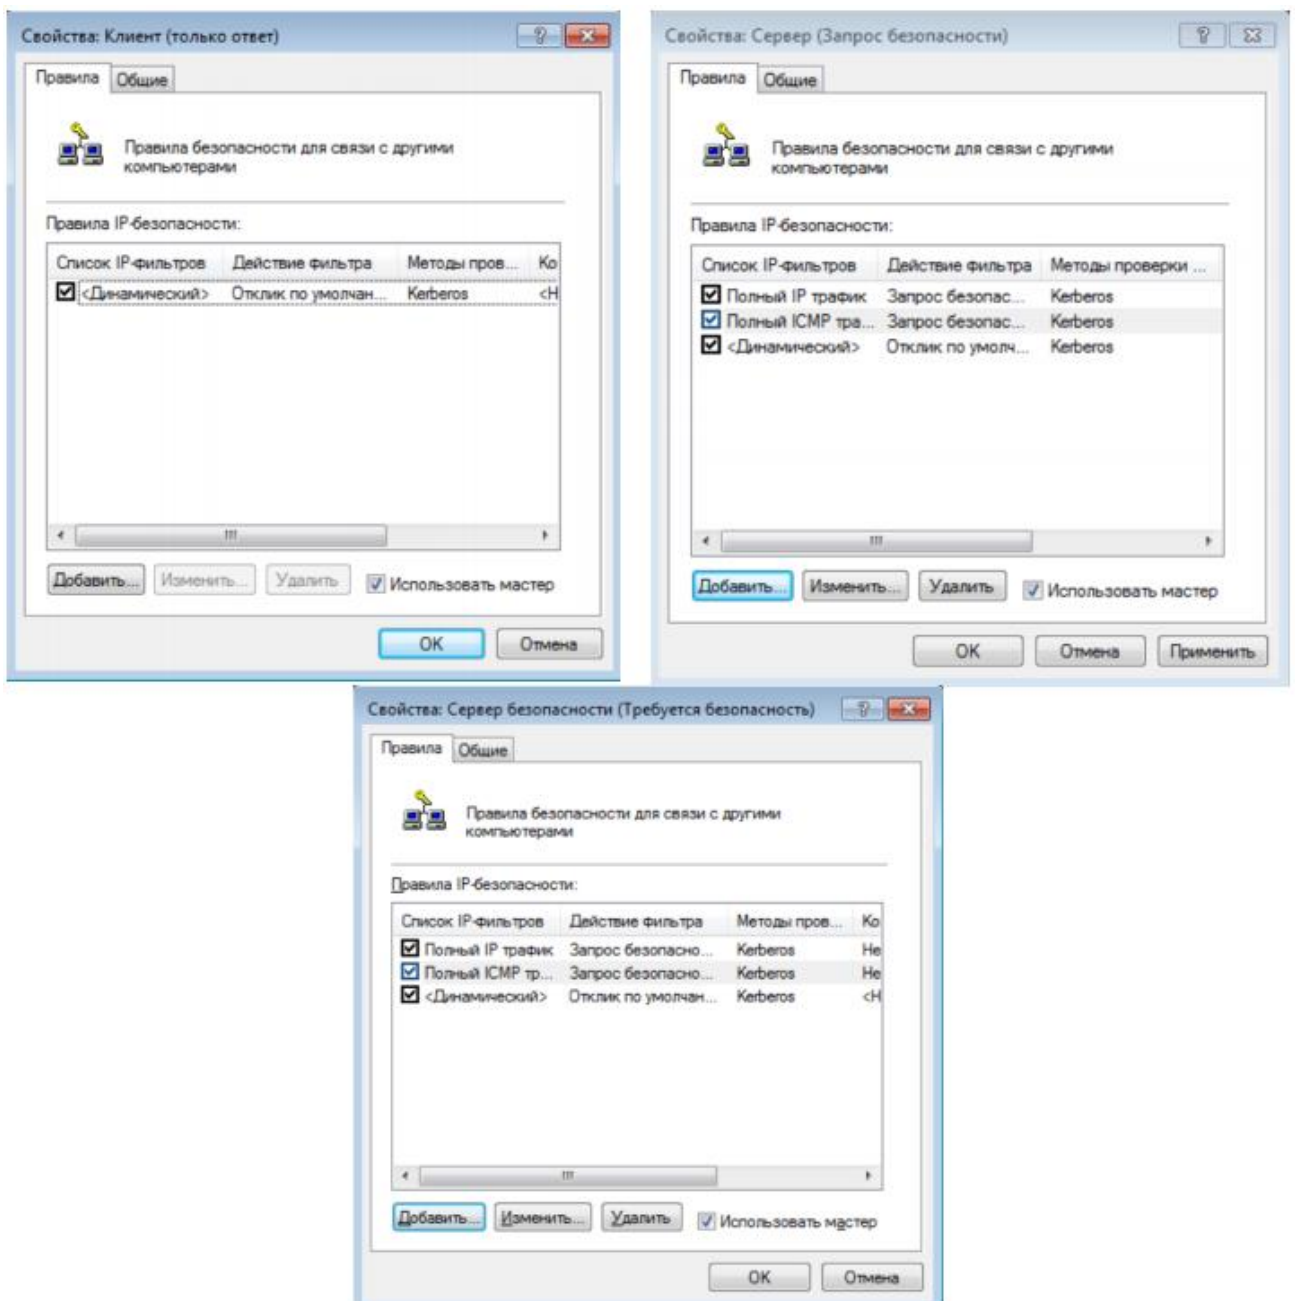 Свойства: Клиент (только ответ)
Правила Общие
Правила безопасности для связи с другими
компьютерами
Правила IP-безопасности:
Список IP-фильтров Действие фильтра Методы пров... Ко
<Динамический> Отклик по умолчан... Kerberos <Н
Добавить... Изменить... Удалить Использовать мастер
OK Отмена
Свойства: Сервер (Запрос безопасности)
Правила Общие
Правила безопасности для связи с другими
компьютерами
Правила IP-безопасности:
Список IP-фильтров Действие фильтра Методы проверки ...
Полный IP трафик Запрос безопас... Kerberos
Полный ICMP тра... Запрос безопас... Kerberos
<Динамический> Отклик по умолч... Kerberos
Добавить... Изменить... Удалить Использовать мастер
OK Отмена Применить
Свойства: Сервер безопасности (Требуется безопасность)
Правила Общие
Правила безопасности для связи с другими
компьютерами
Правила IP-безопасности:
Список IP-фильтров Действие фильтра Методы пров... Ко
Полный IP трафик Запрос безопасно... Kerberos Не
Полный ICMP тр... Запрос безопасно... Kerberos Не
<Динамический> Отклик по умолчан... Kerberos <Н
Добавить... Изменить... Удалить Использовать мастер
OK Отмена